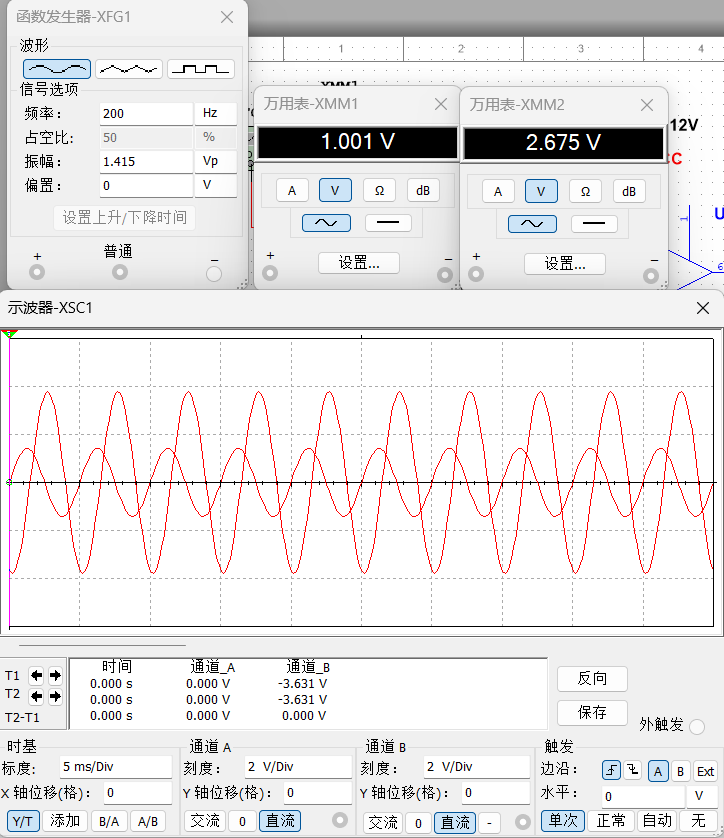 函数发生器-XFG1
波形
信号选项
频率： 200 Hz
占空比: 50 %
振幅： 1.415 Vp
偏置： 0 V
设置上升/下降时间
+ 普通 −
1 2 3 4
XMM1
万用表-XMM1
1.001 V
A V Ω dB
+ 设置... −
万用表-XMM2
2.675 V
A V Ω dB
+ 设置... −
12V
CC
U
1
6
示波器-XSC1
时间 通道_A 通道_B
T1 0.000 s 0.000 V -3.631 V
T2 0.000 s 0.000 V -3.631 V
T2-T1 0.000 s 0.000 V 0.000 V
反向
保存
外触发
时基
标度: 5 ms/Div
X 轴位移(格)： 0
Y/T 添加 B/A A/B
通道 A
刻度： 2 V/Div
Y 轴位移(格)： 0
交流 0 直流
通道 B
刻度： 2 V/Div
Y 轴位移(格)： 0
交流 0 直流 -
触发
边沿： A B Ext
水平： 0 V
单次 正常 自动 无